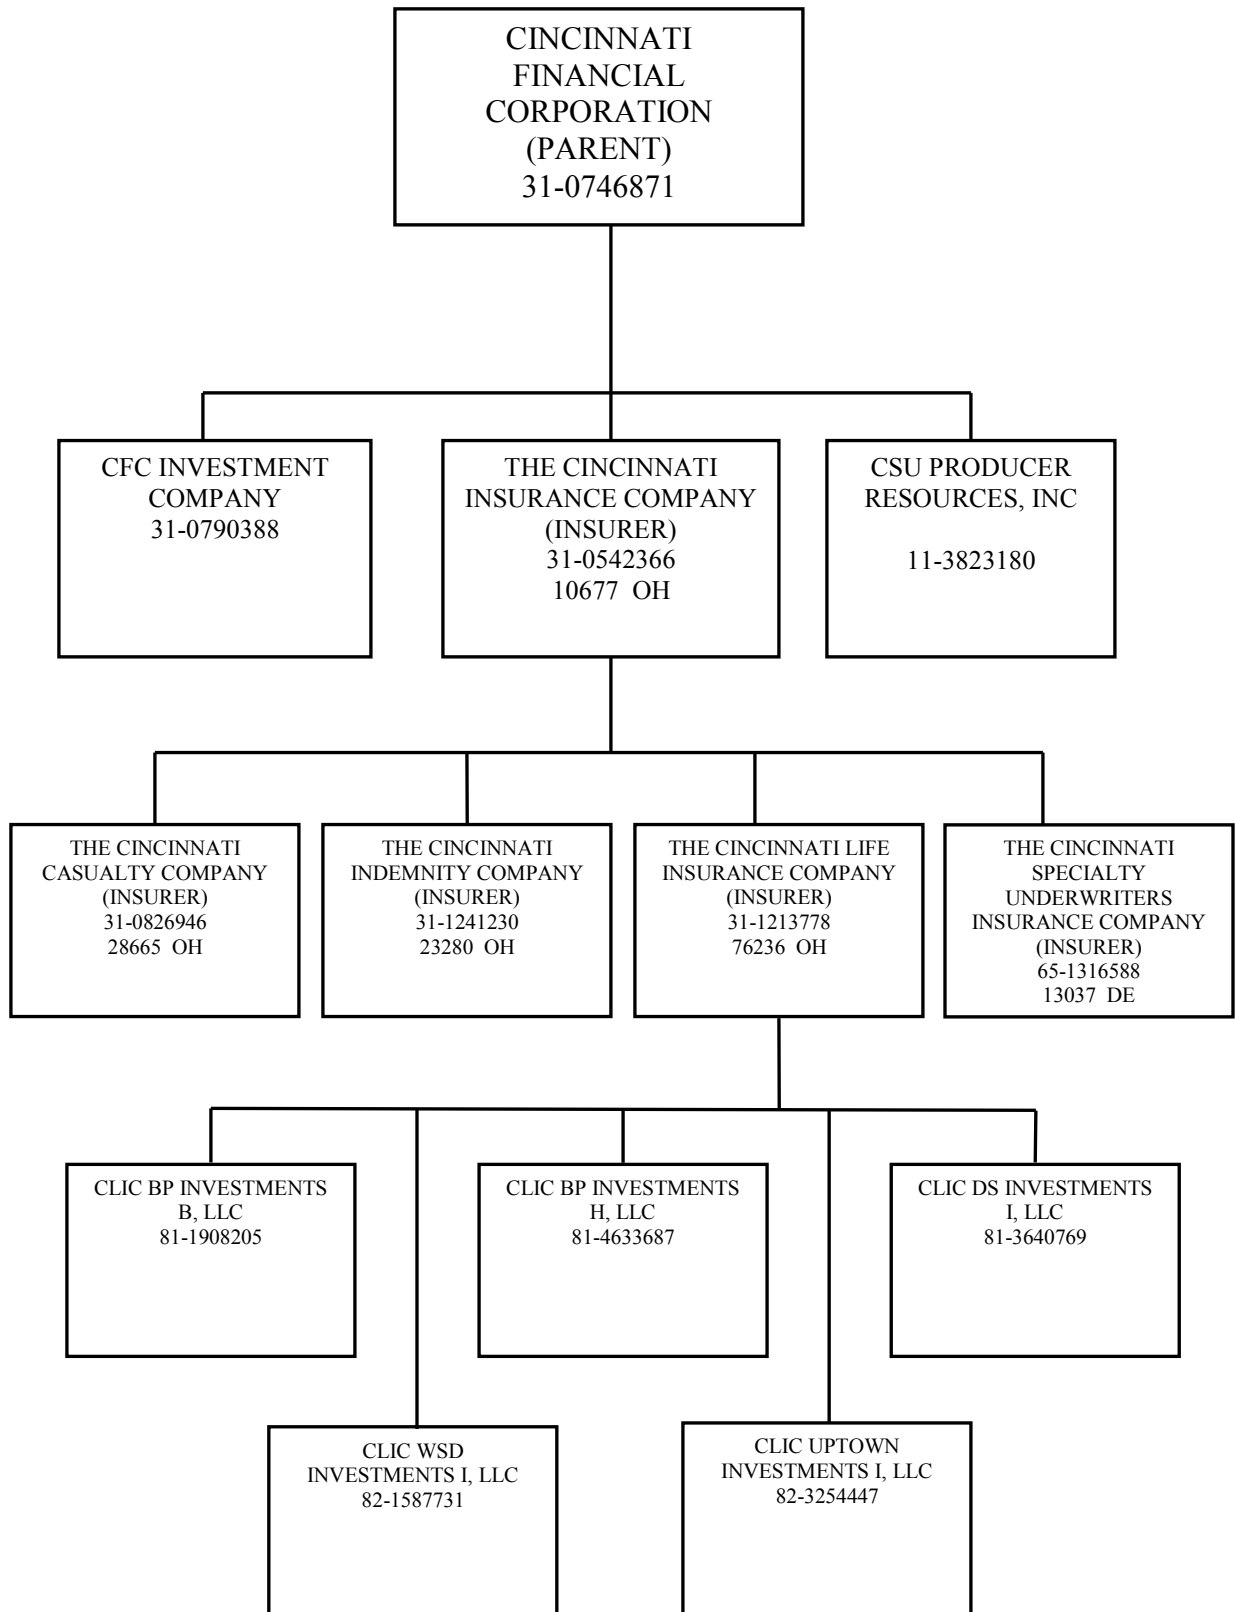 CINCINNATI
FINANCIAL
CORPORATION
(PARENT)
31-0746871
CFC INVESTMENT
COMPANY
31-0790388
THE CINCINNATI
INSURANCE COMPANY
(INSURER)
31-0542366
10677 OH
CSU PRODUCER
RESOURCES, INC
11-3823180
THE CINCINNATI
CASUALTY COMPANY
(INSURER)
31-0826946
28665 OH
THE CINCINNATI
INDEMNITY COMPANY
(INSURER)
31-1241230
23280 OH
THE CINCINNATI LIFE
INSURANCE COMPANY
(INSURER)
31-1213778
76236 OH
THE CINCINNATI
SPECIALTY
UNDERWRITERS
INSURANCE COMPANY
(INSURER)
65-1316588
13037 DE
CLIC BP INVESTMENTS
B, LLC
81-1908205
CLIC BP INVESTMENTS
H, LLC
81-4633687
CLIC DS INVESTMENTS
I, LLC
81-3640769
CLIC WSD
INVESTMENTS I, LLC
82-1587731
CLIC UPTOWN
INVESTMENTS I, LLC
82-3254447